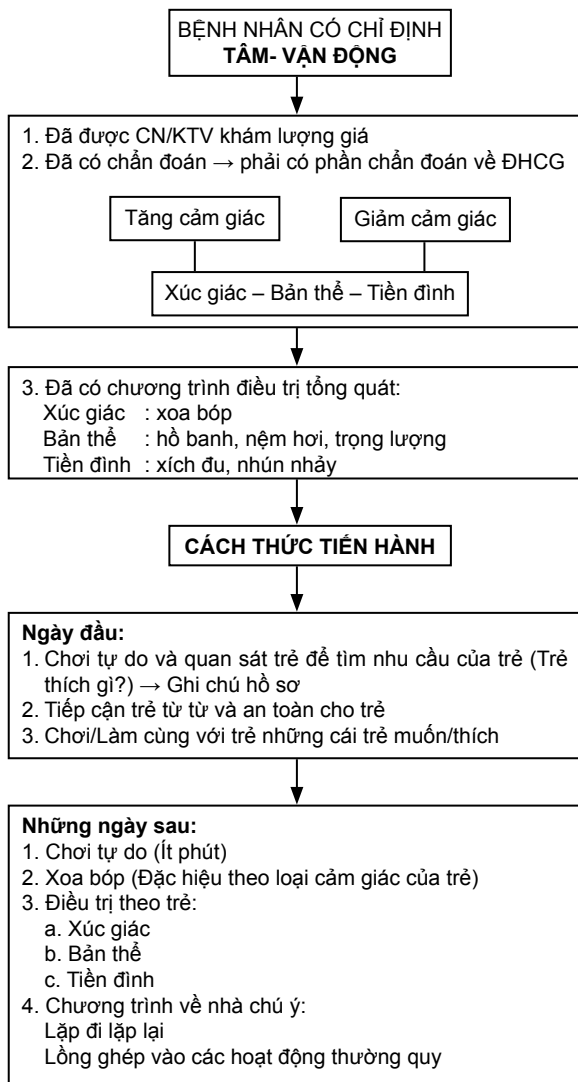 BỆNH NHÂN CÓ CHỈ ĐỊNH
TÂM- VẬN ĐỘNG
1. Đã được CN/KTV khám lượng giá
2. Đã có chẩn đoán → phải có phần chẩn đoán về ĐHCG
Tăng cảm giác
Giảm cảm giác
Xúc giác – Bản thể – Tiền đình
3. Đã có chương trình điều trị tổng quát:
Xúc giác : xoa bóp
Bản thể : hồ banh, nệm hơi, trọng lượng
Tiền đình : xích đu, nhún nhảy
CÁCH THỨC TIẾN HÀNH
Ngày đầu:
1. Chơi tự do và quan sát trẻ để tìm nhu cầu của trẻ (Trẻ
thích gì?) → Ghi chú hồ sơ
2. Tiếp cận trẻ từ từ và an toàn cho trẻ
3. Chơi/Làm cùng với trẻ những cái trẻ muốn/thích
Những ngày sau:
1. Chơi tự do (Ít phút)
2. Xoa bóp (Đặc hiệu theo loại cảm giác của trẻ)
3. Điều trị theo trẻ:
a. Xúc giác
b. Bản thể
c. Tiền đình
4. Chương trình về nhà chú ý:
Lặp đi lặp lại
Lồng ghép vào các hoạt động thường quy